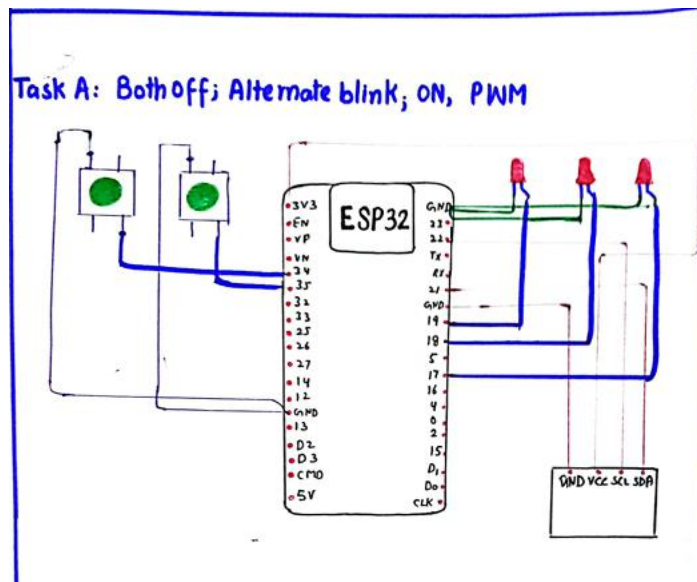 Task A: Both off; Alternate blink; ON, PWM
ESP32
3V3
EN
VP
VN
34
35
32
33
25
26
27
14
12
GND
13
D2
D3
CMD
5V
GND
23
22
Tx
Rx
21
GND
19
18
5
17
16
4
0
2
15
D1
D0
CLK
GND VCC SCL SDA